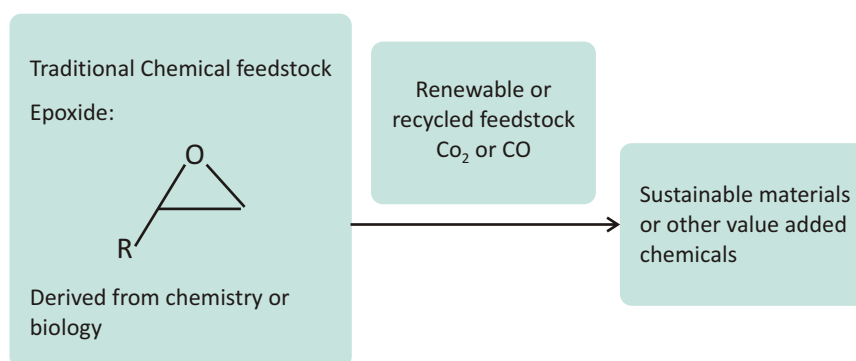 Traditional Chemical feedstock
Epoxide:
O
R
Derived from chemistry or
biology
Renewable or
recycled feedstock
Co₂ or CO
Sustainable materials
or other value added
chemicals